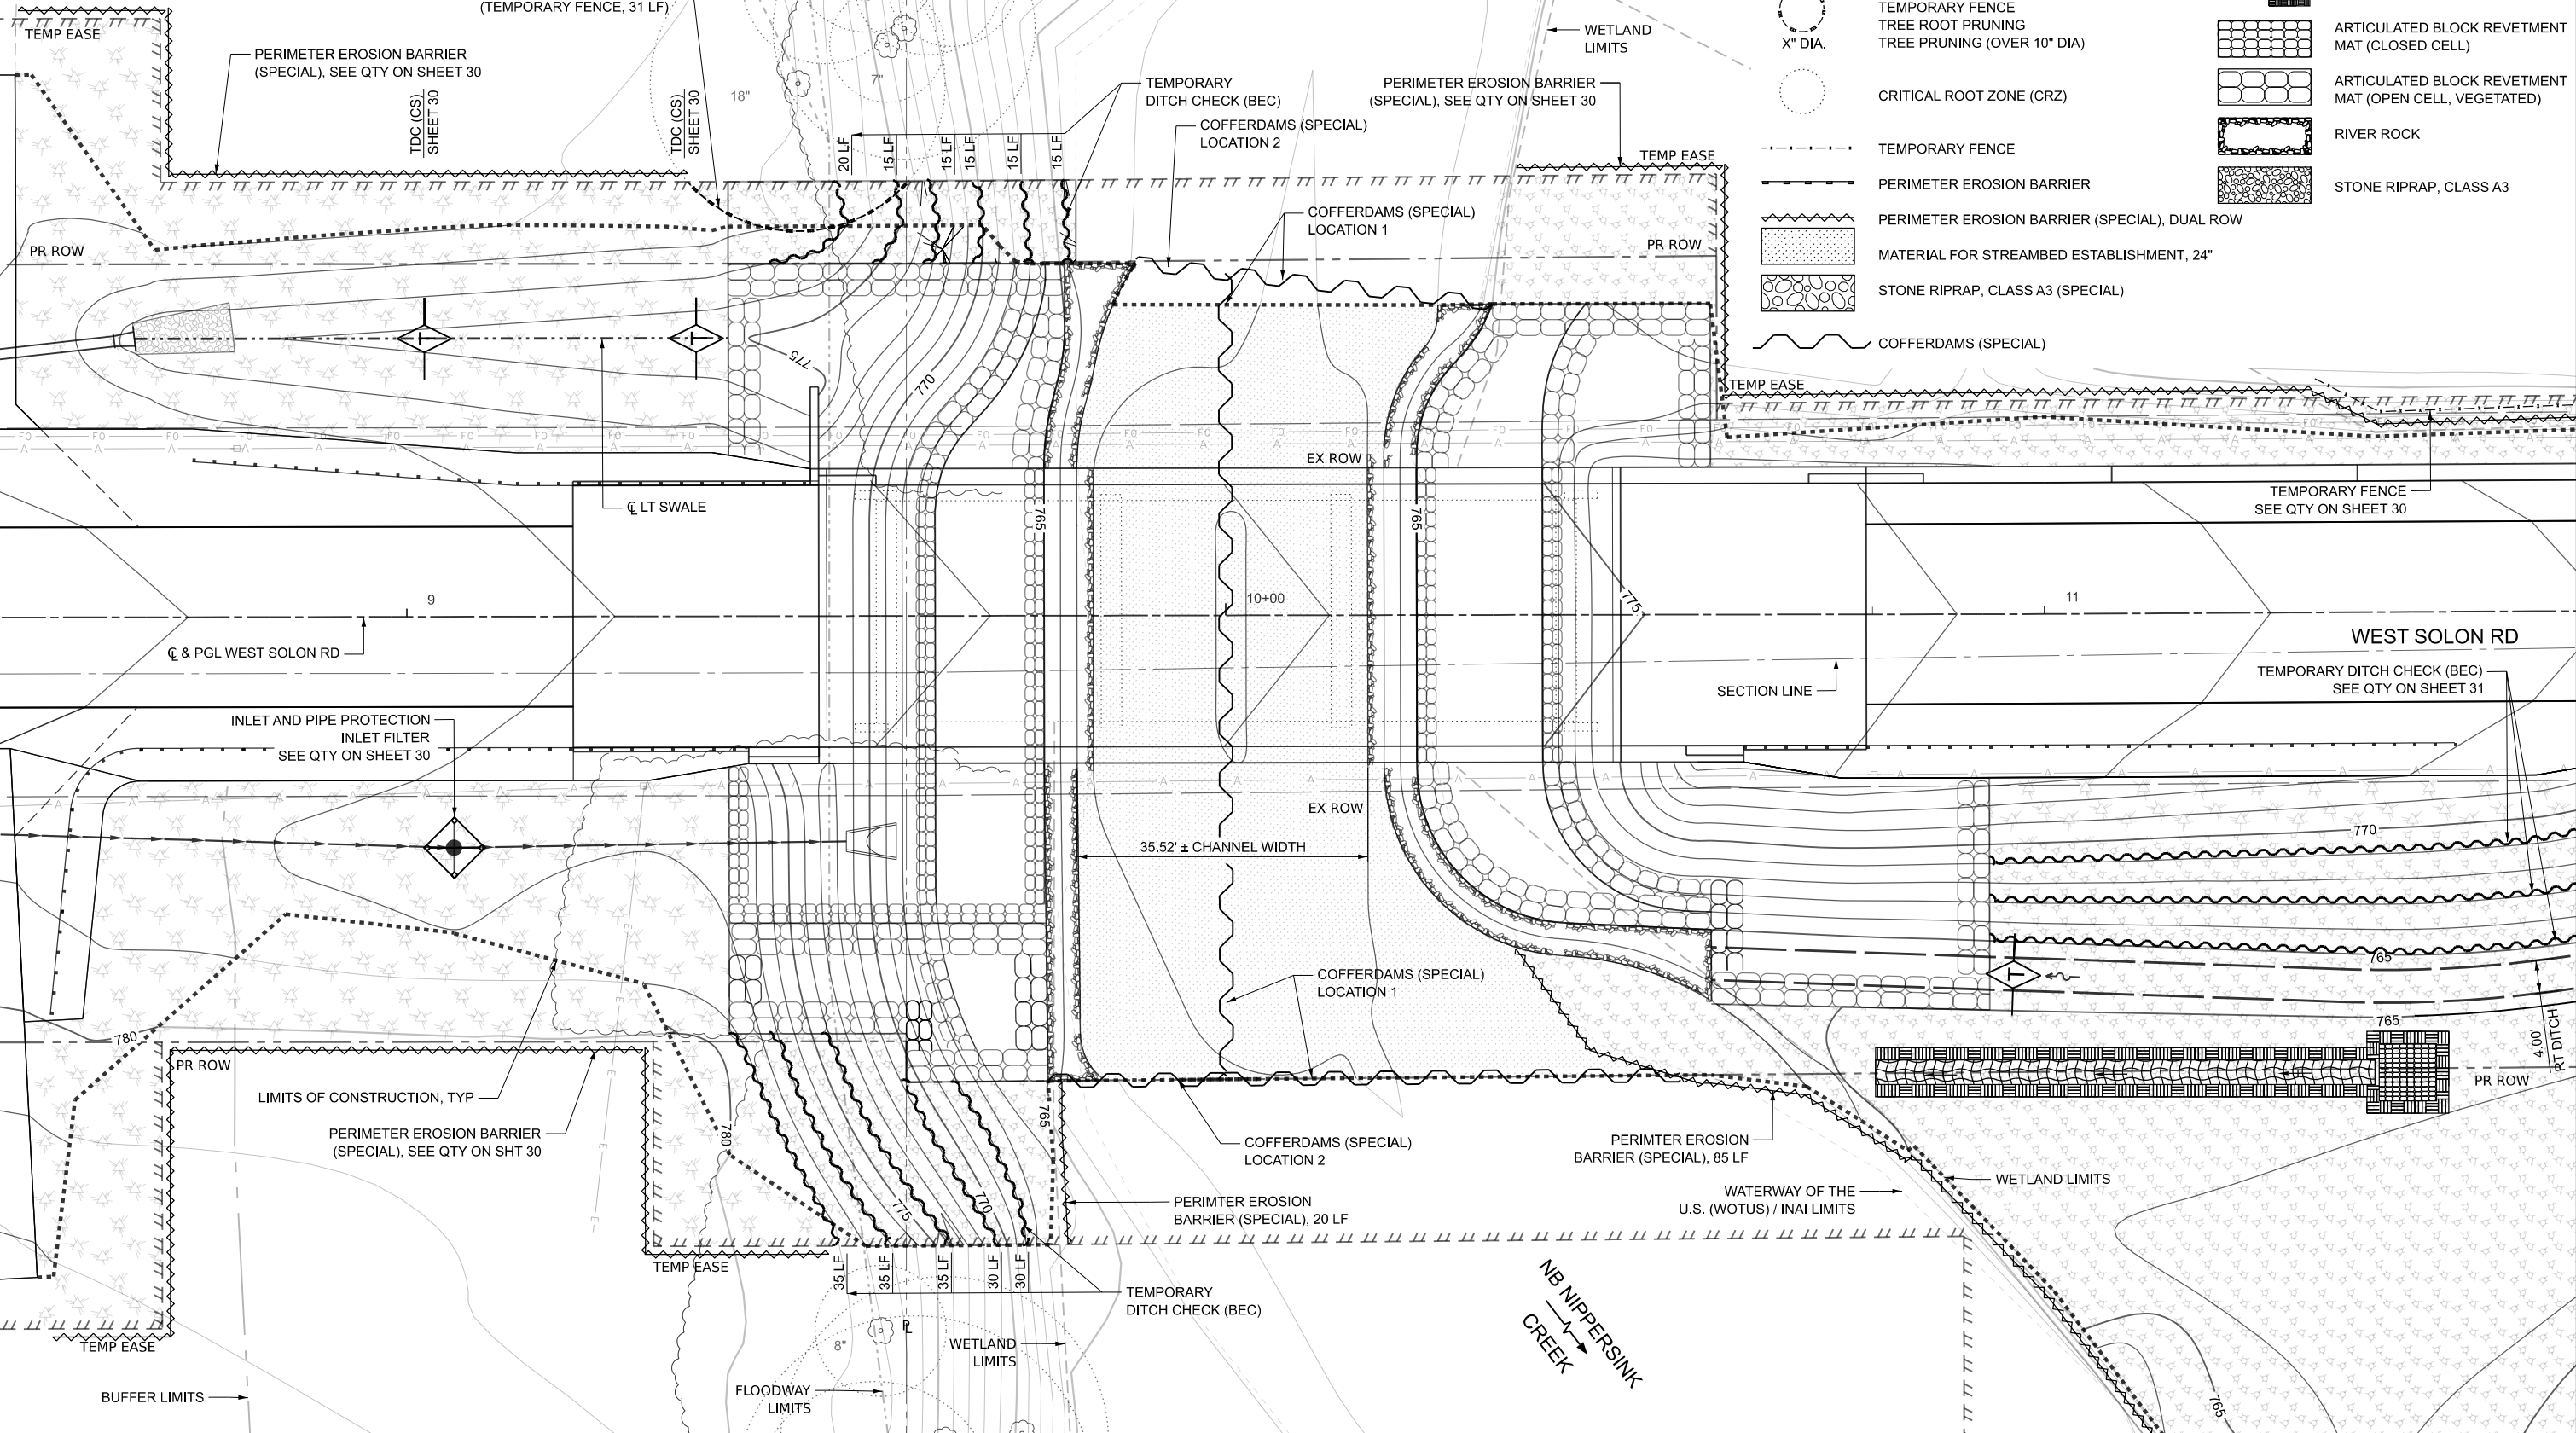 (TEMPORARY FENCE, 31 LF)
TEMP EASE
PERIMETER EROSION BARRIER
(SPECIAL), SEE QTY ON SHEET 30
TDC (CS)
SHEET 30
TDC (CS)
SHEET 30
18"
7"
TEMPORARY
DITCH CHECK (BEC)
COFFERDAMS (SPECIAL)
LOCATION 2
COFFERDAMS (SPECIAL)
LOCATION 1
PERIMETER EROSION BARRIER
(SPECIAL), SEE QTY ON SHEET 30
WETLAND
LIMITS
20 LF
15 LF
15 LF
15 LF
15 LF
15 LF
TEMP EASE
X" DIA.
TEMPORARY FENCE
TREE ROOT PRUNING
TREE PRUNING (OVER 10" DIA)
CRITICAL ROOT ZONE (CRZ)
TEMPORARY FENCE
PERIMETER EROSION BARRIER
PERIMETER EROSION BARRIER (SPECIAL), DUAL ROW
MATERIAL FOR STREAMBED ESTABLISHMENT, 24"
STONE RIPRAP, CLASS A3 (SPECIAL)
COFFERDAMS (SPECIAL)
ARTICULATED BLOCK REVETMENT
MAT (CLOSED CELL)
ARTICULATED BLOCK REVETMENT
MAT (OPEN CELL, VEGETATED)
RIVER ROCK
STONE RIPRAP, CLASS A3
PR ROW
PR ROW
T
T
775
770
TEMP EASE
FO FO FO FO FO FO FO FO FO FO FO FO
A A A A A A A A A
EX ROW
℄ LT SWALE
765
765
TEMPORARY FENCE
SEE QTY ON SHEET 30
9
10+00
775
11
WEST SOLON RD
℄ & PGL WEST SOLON RD
SECTION LINE
TEMPORARY DITCH CHECK (BEC)
SEE QTY ON SHEET 31
INLET AND PIPE PROTECTION
INLET FILTER
SEE QTY ON SHEET 30
EX ROW
35.52' ± CHANNEL WIDTH
770
765
T
765
4.00'
RT DITCH
COFFERDAMS (SPECIAL)
LOCATION 1
780
PR ROW
PR ROW
LIMITS OF CONSTRUCTION, TYP
PERIMETER EROSION BARRIER
(SPECIAL), SEE QTY ON SHT 30
780
765
COFFERDAMS (SPECIAL)
LOCATION 2
PERIMTER EROSION
BARRIER (SPECIAL), 85 LF
WETLAND LIMITS
WATERWAY OF THE
U.S. (WOTUS) / INAI LIMITS
PERIMTER EROSION
BARRIER (SPECIAL), 20 LF
775
770
TEMP EASE
35 LF
35 LF
35 LF
30 LF
30 LF
TEMPORARY
DITCH CHECK (BEC)
NB NIPPERSINK
CREEK
TEMP EASE
8"
℄
WETLAND
LIMITS
BUFFER LIMITS
FLOODWAY
LIMITS
765